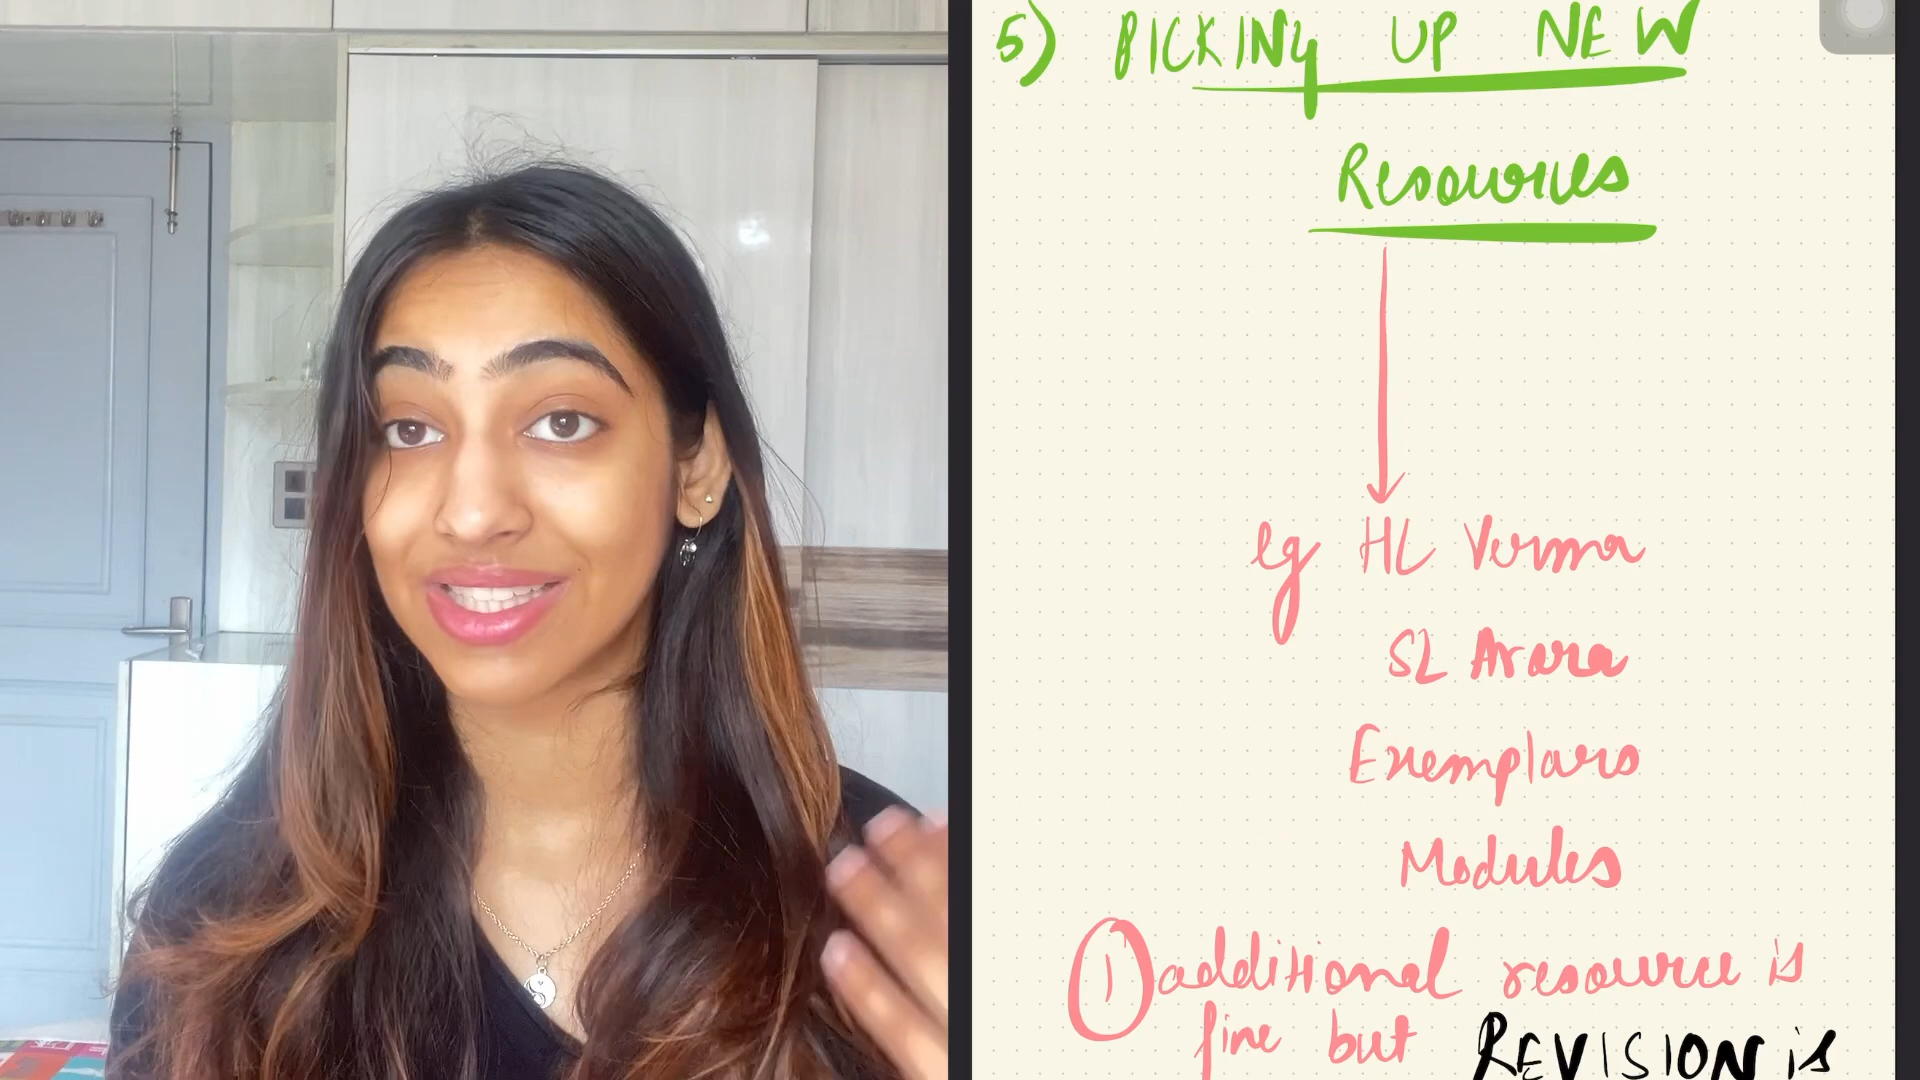 5) PICKING UP NEW
Resources
eg HC Verma
SL Arora
Exemplars
Modules
1 additional resource is
fine but REVISION is